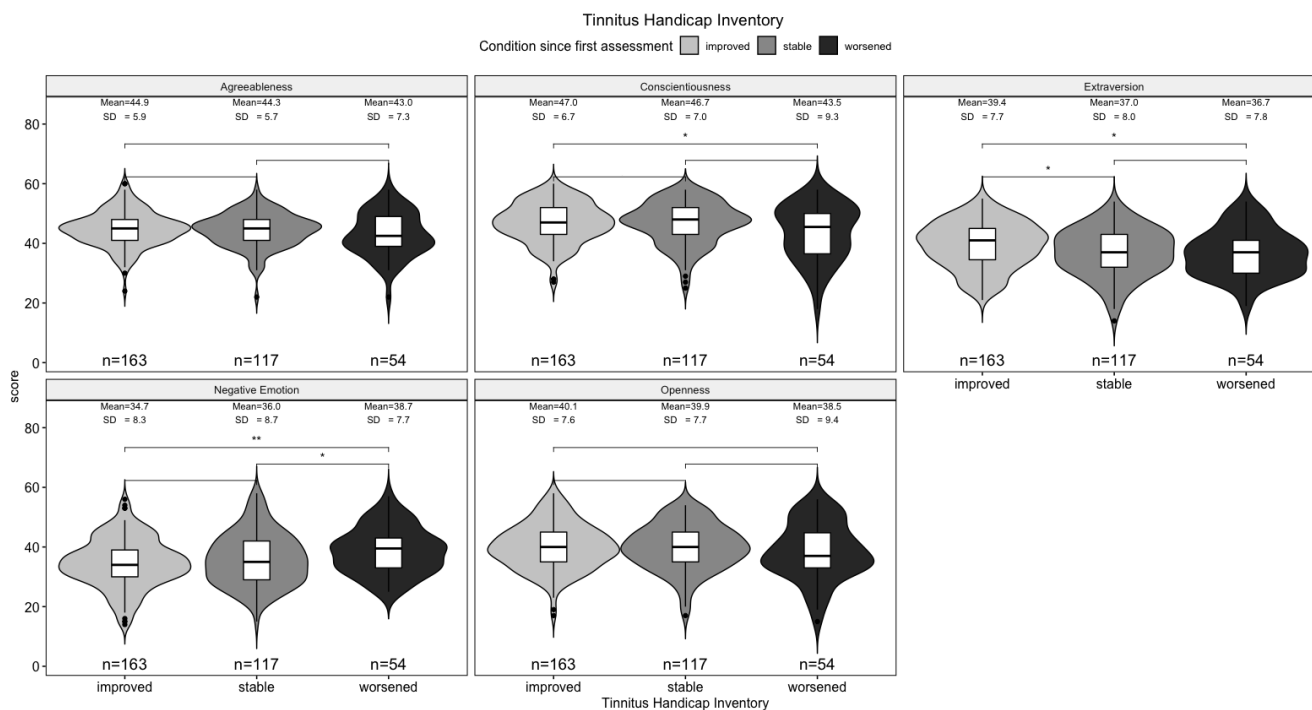 Tinnitus Handicap Inventory
Condition since first assessment improved stable worsened
Agreeableness Conscientiousness Extraversion
Mean=44.9 Mean=44.3 Mean=43.0 Mean=47.0 Mean=46.7 Mean=43.5 Mean=39.4 Mean=37.0 Mean=36.7
SD = 5.9 SD = 5.7 SD = 7.3 SD = 6.7 SD = 7.0 SD = 9.3 SD = 7.7 SD = 8.0 SD = 7.8
80
* *
*
60
40
20
0
n=163 n=117 n=54 n=163 n=117 n=54 n=163 n=117 n=54
improved stable worsened
score
Negative Emotion Openness
Mean=34.7 Mean=36.0 Mean=38.7 Mean=40.1 Mean=39.9 Mean=38.5
SD = 8.3 SD = 8.7 SD = 7.7 SD = 7.6 SD = 7.7 SD = 9.4
80
**
*
60
40
20
0
n=163 n=117 n=54 n=163 n=117 n=54
improved stable worsened improved stable worsened
Tinnitus Handicap Inventory